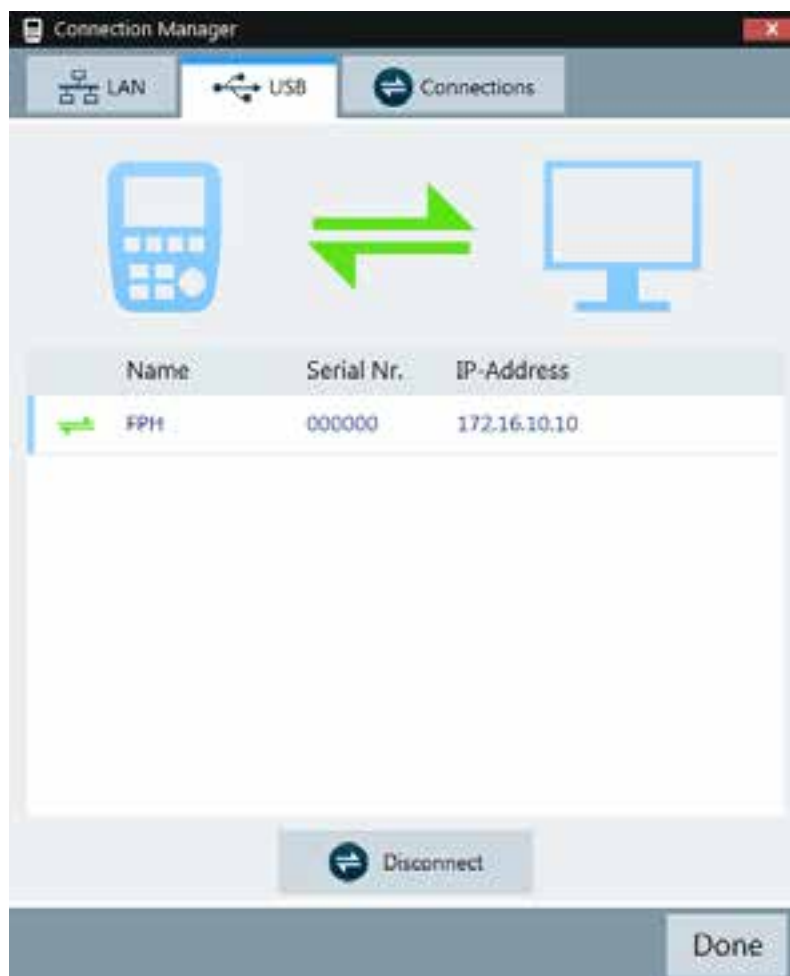 Connection Manager
LAN USB Connections
Name Serial Nr. IP-Address
FPH 000000 172.16.10.10
Disconnect
Done